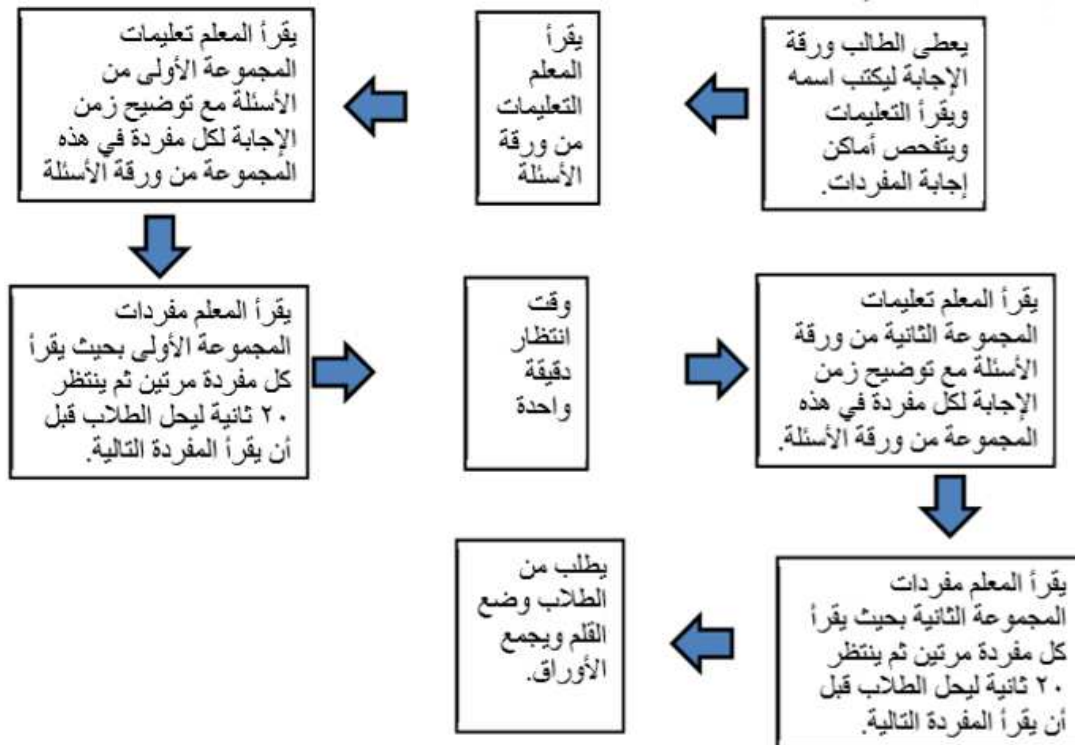 يعطى الطالب ورقة
الإجابة ليكتب اسمه
ويقرأ التعليمات
ويتفحص أماكن
إجابة المفردات.
يقرأ
المعلم
التعليمات
من ورقة
الأسئلة
يقرأ المعلم تعليمات
المجموعة الأولى من
الأسئلة مع توضيح زمن
الإجابة لكل مفردة في هذه
المجموعة من ورقة الأسئلة
يقرأ المعلم مفردات
المجموعة الأولى بحيث يقرأ
كل مفردة مرتين ثم ينتظر
٢٠ ثانية ليحل الطلاب قبل
أن يقرأ المفردة التالية.
وقت
انتظار
دقيقة
واحدة
يقرأ المعلم تعليمات
المجموعة الثانية من ورقة
الأسئلة مع توضيح زمن
الإجابة لكل مفردة في هذه
المجموعة من ورقة الأسئلة.
يقرأ المعلم مفردات
المجموعة الثانية بحيث يقرأ
كل مفردة مرتين ثم ينتظر
٢٠ ثانية ليحل الطلاب قبل
أن يقرأ المفردة التالية.
يطلب من
الطلاب وضع
القلم ويجمع
الأوراق.